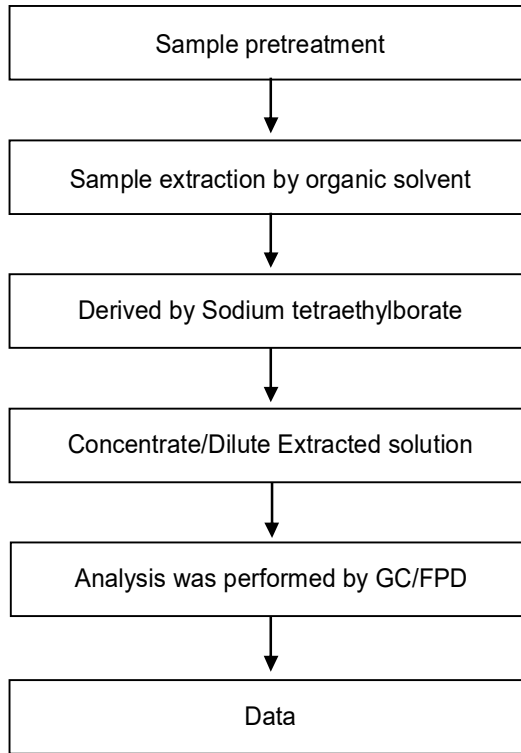 Sample pretreatment
Sample extraction by organic solvent
Derived by Sodium tetraethylborate
Concentrate/Dilute Extracted solution
Analysis was performed by GC/FPD
Data